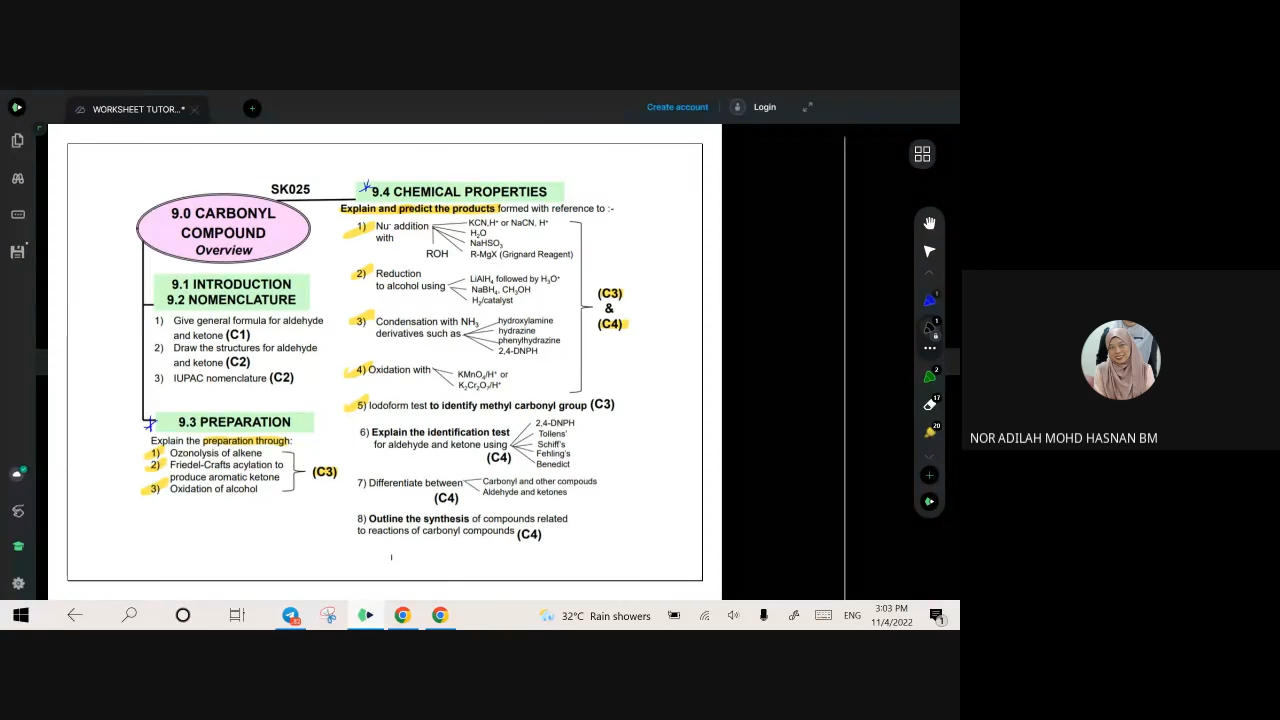 WORKSHEET TUTOR...*
Create account
Login
SK025
9.0 CARBONYL
COMPOUND
Overview
9.1 INTRODUCTION
9.2 NOMENCLATURE
1) Give general formula for aldehyde
and ketone (C1)
2) Draw the structures for aldehyde
and ketone (C2)
3) IUPAC nomenclature (C2)
9.3 PREPARATION
Explain the preparation through:
1) Ozonolysis of alkene
2) Friedel-Crafts acylation to
produce aromatic ketone
3) Oxidation of alcohol
(C3)
9.4 CHEMICAL PROPERTIES
Explain and predict the products formed with reference to :-
1) Nu⁻ addition
with
KCN,H⁺ or NaCN, H⁺
H₂O
NaHSO₃
R-MgX (Grignard Reagent)
ROH
2) Reduction
to alcohol using
LiAlH₄ followed by H₃O⁺
NaBH₄, CH₃OH
H₂/catalyst
3) Condensation with NH₃
derivatives such as
hydroxylamine
hydrazine
phenylhydrazine
2,4-DNPH
4) Oxidation with
KMnO₄/H⁺ or
K₂Cr₂O₇/H⁺
(C3)
&
(C4)
5) Iodoform test to identify methyl carbonyl group (C3)
6) Explain the identification test
for aldehyde and ketone using
(C4)
2,4-DNPH
Tollens'
Schiff's
Fehling's
Benedict
7) Differentiate between
(C4)
Carbonyl and other compouds
Aldehyde and ketones
8) Outline the synthesis of compounds related
to reactions of carbonyl compounds (C4)
1
1
2
17
20
NOR ADILAH MOHD HASNAN BM
32°C Rain showers
ENG
3:03 PM
11/4/2022
1